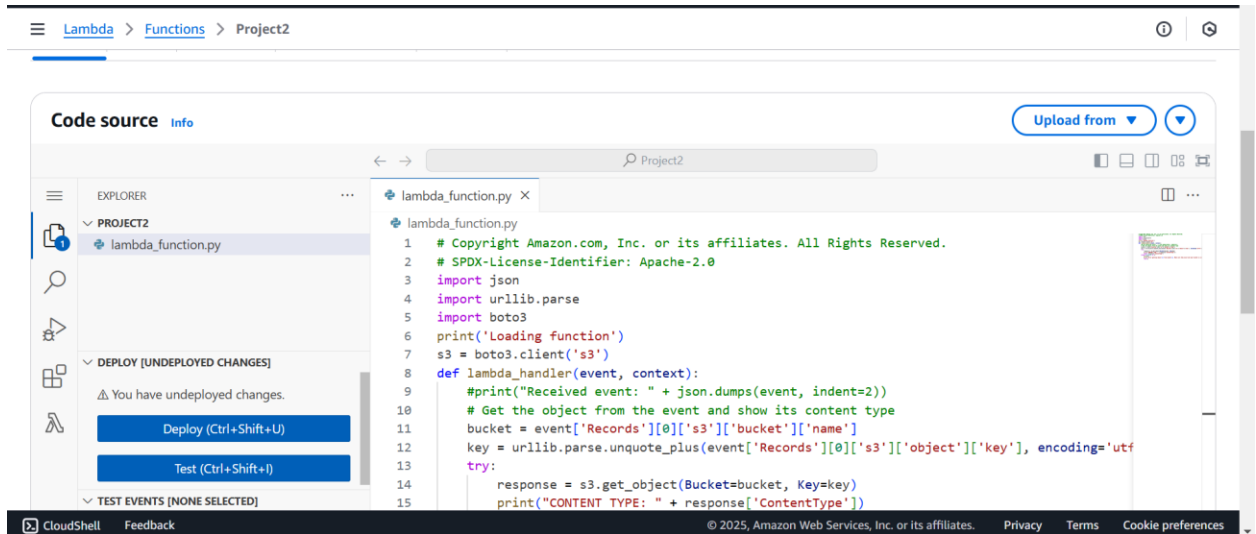 Lambda > Functions > Project2
Code source Info
Upload from
Project2
EXPLORER
PROJECT2
lambda_function.py
DEPLOY [UNDEPLOYED CHANGES]
You have undeployed changes.
Deploy (Ctrl+Shift+U)
Test (Ctrl+Shift+I)
TEST EVENTS [NONE SELECTED]
1
lambda_function.py
lambda_function.py
1 # Copyright Amazon.com, Inc. or its affiliates. All Rights Reserved.
2 # SPDX-License-Identifier: Apache-2.0
3 import json
4 import urllib.parse
5 import boto3
6 print('Loading function')
7 s3 = boto3.client('s3')
8 def lambda_handler(event, context):
9 #print("Received event: " + json.dumps(event, indent=2))
10 # Get the object from the event and show its content type
11 bucket = event['Records'][0]['s3']['bucket']['name']
12 key = urllib.parse.unquote_plus(event['Records'][0]['s3']['object']['key'], encoding='utf
13 try:
14 response = s3.get_object(Bucket=bucket, Key=key)
15 print("CONTENT TYPE: " + response['ContentType'])
CloudShell Feedback © 2025, Amazon Web Services, Inc. or its affiliates. Privacy Terms Cookie preferences